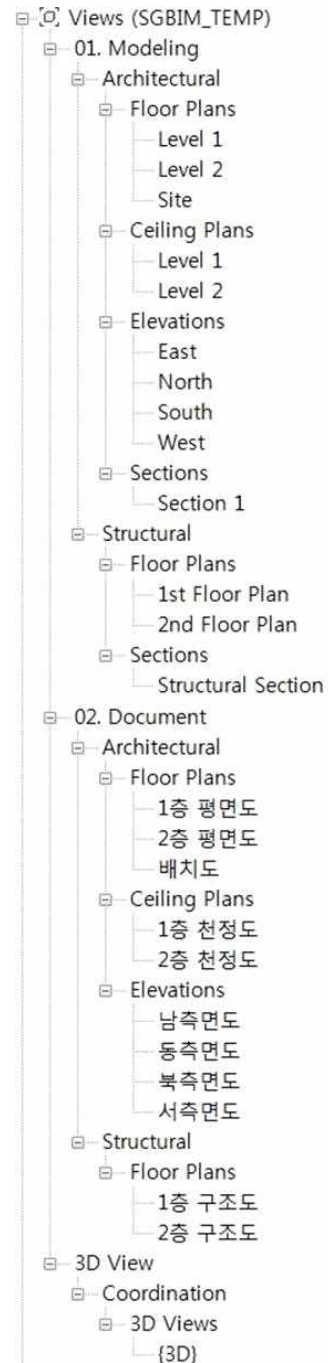 Views (SGBIM_TEMP)
01. Modeling
Architectural
Floor Plans
Level 1
Level 2
Site
Ceiling Plans
Level 1
Level 2
Elevations
East
North
South
West
Sections
Section 1
Structural
Floor Plans
1st Floor Plan
2nd Floor Plan
Sections
Structural Section
02. Document
Architectural
Floor Plans
1층 평면도
2층 평면도
배치도
Ceiling Plans
1층 천정도
2층 천정도
Elevations
남측면도
동측면도
북측면도
서측면도
Structural
Floor Plans
1층 구조도
2층 구조도
3D View
Coordination
3D Views
{3D}